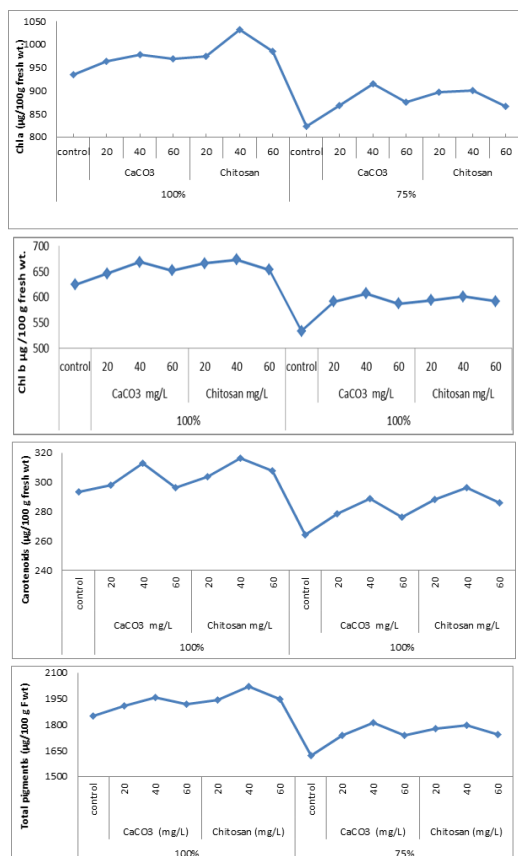 Chl a (µg/100g fresh wt.)
1050
1000
950
900
850
800
control 20 40 60 20 40 60 control 20 40 60 20 40 60
CaCO3 Chitosan CaCO3 Chitosan
100% 75%
Chl b µg /100 g fresh wt.
700
650
600
550
500
control 20 40 60 20 40 60 control 20 40 60 20 40 60
CaCO3 mg/L Chitosan mg/L CaCO3 mg/L Chitosan mg/L
100% 100%
Carotenoids (µg/100 g fresh wt)
320
300
280
260
240
control 20 40 60 20 40 60 control 20 40 60 20 40 60
CaCO3 mg/L Chitosan mg/L CaCO3 mg/L Chitosan mg/L
100% 100%
Total pigments (µg/100 g F wt)
2100
1950
1800
1650
1500
control 20 40 60 20 40 60 control 20 40 60 20 40 60
CaCO3 (mg/L) Chitosan (mg/L) CaCO3 (mg/L) Chitosan (mg/L)
100% 75%